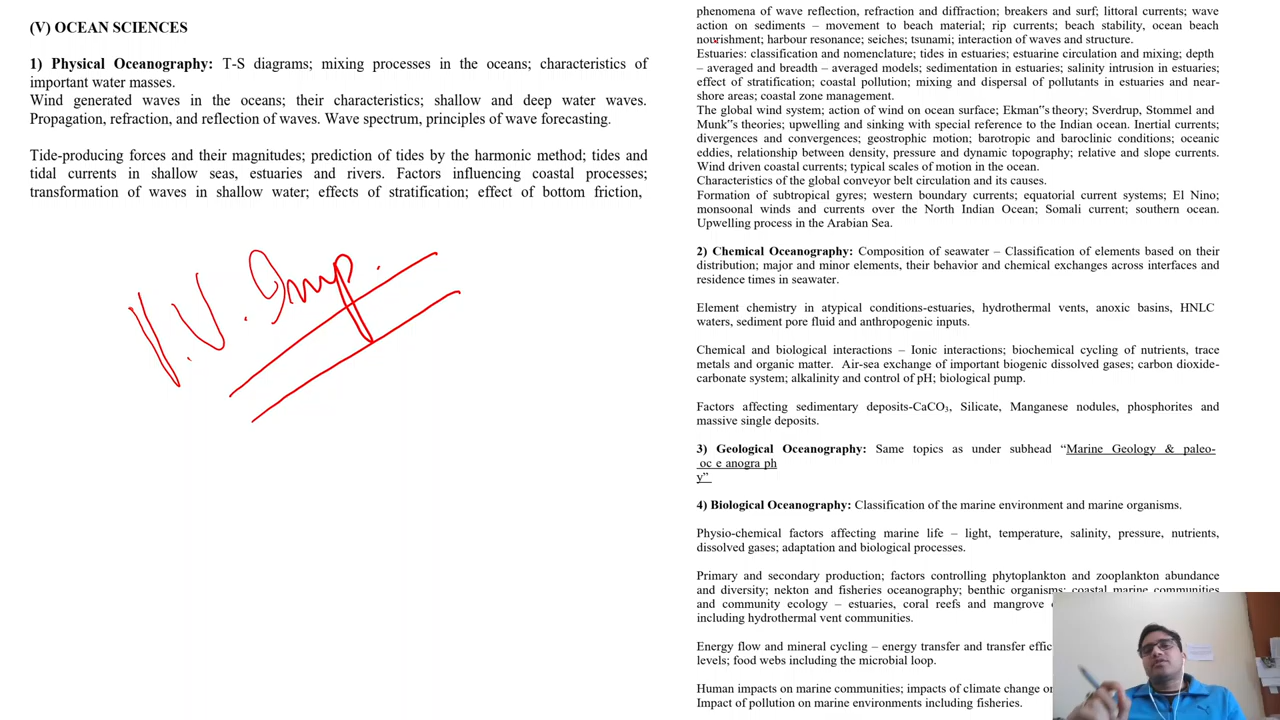 (V) OCEAN SCIENCES
1) Physical Oceanography: T-S diagrams; mixing processes in the oceans; characteristics of
important water masses.
Wind generated waves in the oceans; their characteristics; shallow and deep water waves.
Propagation, refraction, and reflection of waves. Wave spectrum, principles of wave forecasting.
Tide-producing forces and their magnitudes; prediction of tides by the harmonic method; tides and
tidal currents in shallow seas, estuaries and rivers. Factors influencing coastal processes;
transformation of waves in shallow water; effects of stratification; effect of bottom friction,
V.V. Imp.
phenomena of wave reflection, refraction and diffraction; breakers and surf; littoral currents; wave
action on sediments – movement to beach material; rip currents; beach stability, ocean beach
nourishment; harbour resonance; seiches; tsunami; interaction of waves and structure.
Estuaries: classification and nomenclature; tides in estuaries; estuarine circulation and mixing; depth
– averaged and breadth – averaged models; sedimentation in estuaries; salinity intrusion in estuaries;
effect of stratification; coastal pollution; mixing and dispersal of pollutants in estuaries and near-
shore areas; coastal zone management.
The global wind system; action of wind on ocean surface; Ekman‟s theory; Sverdrup, Stommel and
Munk‟s theories; upwelling and sinking with special reference to the Indian ocean. Inertial currents;
divergences and convergences; geostrophic motion; barotropic and baroclinic conditions; oceanic
eddies, relationship between density, pressure and dynamic topography; relative and slope currents.
Wind driven coastal currents; typical scales of motion in the ocean.
Characteristics of the global conveyor belt circulation and its causes.
Formation of subtropical gyres; western boundary currents; equatorial current systems; El Nino;
monsoonal winds and currents over the North Indian Ocean; Somali current; southern ocean.
Upwelling process in the Arabian Sea.
2) Chemical Oceanography: Composition of seawater – Classification of elements based on their
distribution; major and minor elements, their behavior and chemical exchanges across interfaces and
residence times in seawater.
Element chemistry in atypical conditions-estuaries, hydrothermal vents, anoxic basins, HNLC
waters, sediment pore fluid and anthropogenic inputs.
Chemical and biological interactions – Ionic interactions; biochemical cycling of nutrients, trace
metals and organic matter. Air-sea exchange of important biogenic dissolved gases; carbon dioxide-
carbonate system; alkalinity and control of pH; biological pump.
Factors affecting sedimentary deposits-CaCO₃, Silicate, Manganese nodules, phosphorites and
massive single deposits.
3) Geological Oceanography: Same topics as under subhead “Marine Geology & paleo-
oc e anogra ph
y”
4) Biological Oceanography: Classification of the marine environment and marine organisms.
Physio-chemical factors affecting marine life – light, temperature, salinity, pressure, nutrients,
dissolved gases; adaptation and biological processes.
Primary and secondary production; factors controlling phytoplankton and zooplankton abundance
and diversity; nekton and fisheries oceanography; benthic organisms; coastal marine communities
and community ecology – estuaries, coral reefs and mangrove
including hydrothermal vent communities.
Energy flow and mineral cycling – energy transfer and transfer
levels; food webs including the microbial loop.
Human impacts on marine communities; impacts of climate change
Impact of pollution on marine environments including fisheries.